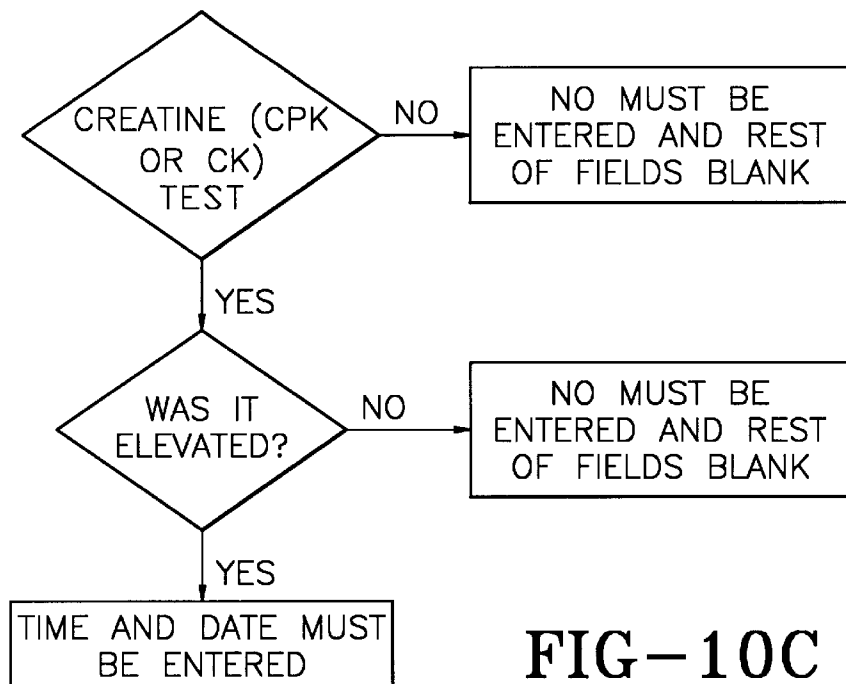 CREATINE (CPK
OR CK)
TEST
NO
NO MUST BE
ENTERED AND REST
OF FIELDS BLANK
YES
WAS IT
ELEVATED?
NO
NO MUST BE
ENTERED AND REST
OF FIELDS BLANK
YES
TIME AND DATE MUST
BE ENTERED
FIG-10C